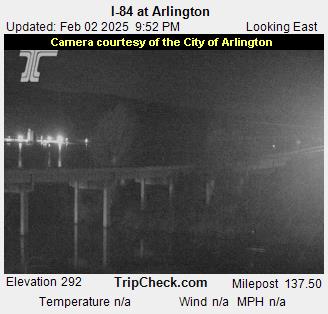 I-84 at Arlington
Updated: Feb 02 2025 9:52 PM Looking East
Camera courtesy of the City of Arlington
Elevation 292 TripCheck.com Milepost 137.50
Temperature n/a Wind n/a MPH n/a